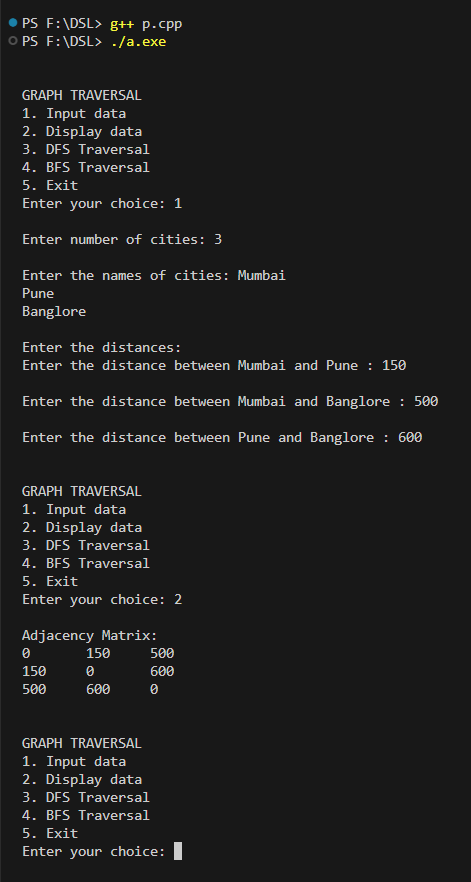 PS F:\DSL> g++ p.cpp
PS F:\DSL> ./a.exe
GRAPH TRAVERSAL
1. Input data
2. Display data
3. DFS Traversal
4. BFS Traversal
5. Exit
Enter your choice: 1
Enter number of cities: 3
Enter the names of cities: Mumbai
Pune
Banglore
Enter the distances:
Enter the distance between Mumbai and Pune : 150
Enter the distance between Mumbai and Banglore : 500
Enter the distance between Pune and Banglore : 600
GRAPH TRAVERSAL
1. Input data
2. Display data
3. DFS Traversal
4. BFS Traversal
5. Exit
Enter your choice: 2
Adjacency Matrix:
0 150 500
150 0 600
500 600 0
GRAPH TRAVERSAL
1. Input data
2. Display data
3. DFS Traversal
4. BFS Traversal
5. Exit
Enter your choice: